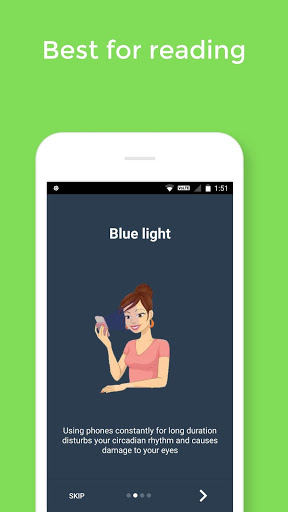 Best for reading
VoLTE 1:51
Blue light
Using phones constantly for long duration
disturbs your circadian rhythm and causes
damage to your eyes
SKIP